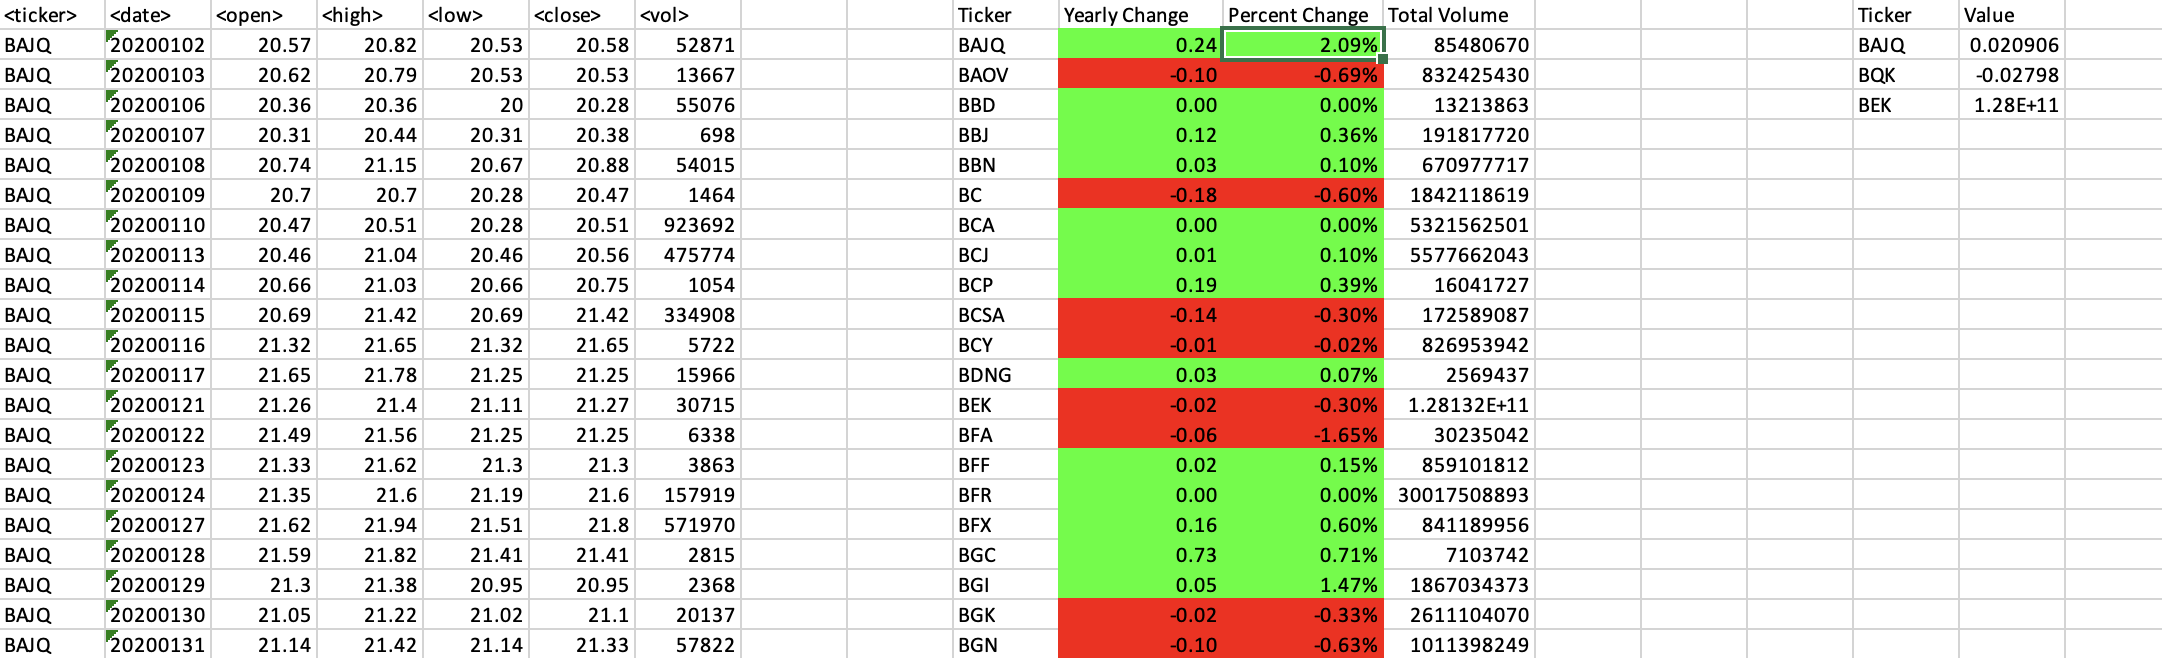 <ticker> <date> <open> <high> <low> <close> <vol> Ticker Yearly Change Percent Change Total Volume Ticker Value
BAJQ 20200102 20.57 20.82 20.53 20.58 52871 BAJQ 0.24 2.09% 85480670 BAJQ 0.020906
BAJQ 20200103 20.62 20.79 20.53 20.53 13667 BAOV -0.10 -0.69% 832425430 BQK -0.02798
BAJQ 20200106 20.36 20.36 20 20.28 55076 BBD 0.00 0.00% 13213863 BEK 1.28E+11
BAJQ 20200107 20.31 20.44 20.31 20.38 698 BBJ 0.12 0.36% 191817720
BAJQ 20200108 20.74 21.15 20.67 20.88 54015 BBN 0.03 0.10% 670977717
BAJQ 20200109 20.7 20.7 20.28 20.47 1464 BC -0.18 -0.60% 1842118619
BAJQ 20200110 20.47 20.51 20.28 20.51 923692 BCA 0.00 0.00% 5321562501
BAJQ 20200113 20.46 21.04 20.46 20.56 475774 BCJ 0.01 0.10% 5577662043
BAJQ 20200114 20.66 21.03 20.66 20.75 1054 BCP 0.19 0.39% 16041727
BAJQ 20200115 20.69 21.42 20.69 21.42 334908 BCSA -0.14 -0.30% 172589087
BAJQ 20200116 21.32 21.65 21.32 21.65 5722 BCY -0.01 -0.02% 826953942
BAJQ 20200117 21.65 21.78 21.25 21.25 15966 BDNG 0.03 0.07% 2569437
BAJQ 20200121 21.26 21.4 21.11 21.27 30715 BEK -0.02 -0.30% 1.28132E+11
BAJQ 20200122 21.49 21.56 21.25 21.25 6338 BFA -0.06 -1.65% 30235042
BAJQ 20200123 21.33 21.62 21.3 21.3 3863 BFF 0.02 0.15% 859101812
BAJQ 20200124 21.35 21.6 21.19 21.6 157919 BFR 0.00 0.00% 30017508893
BAJQ 20200127 21.62 21.94 21.51 21.8 571970 BFX 0.16 0.60% 841189956
BAJQ 20200128 21.59 21.82 21.41 21.41 2815 BGC 0.73 0.71% 7103742
BAJQ 20200129 21.3 21.38 20.95 20.95 2368 BGI 0.05 1.47% 1867034373
BAJQ 20200130 21.05 21.22 21.02 21.1 20137 BGK -0.02 -0.33% 2611104070
BAJQ 20200131 21.14 21.42 21.14 21.33 57822 BGN -0.10 -0.63% 1011398249